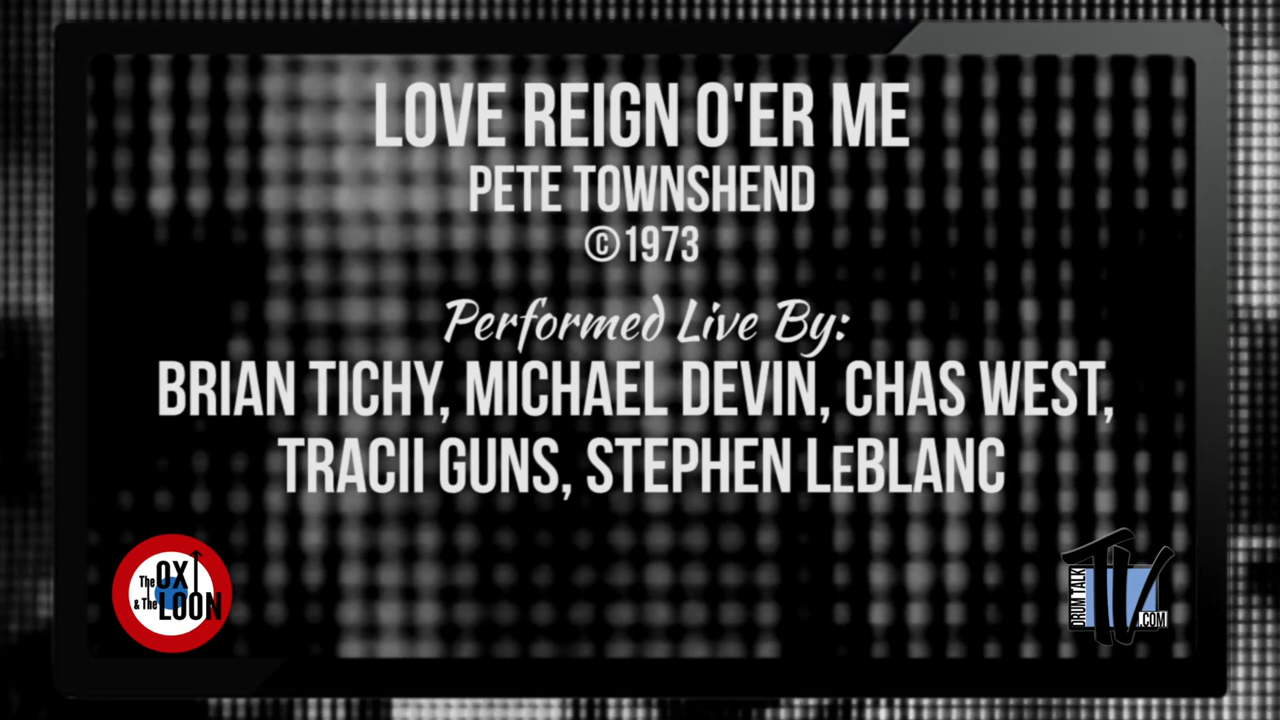 LOVE REIGN O'ER ME
PETE TOWNSHEND
©1973
Performed Live By:
BRIAN TICHY, MICHAEL DEVIN, CHAS WEST,
TRACII GUNS, STEPHEN LEBLANC
The OX
& The LOON
DRUM TALK
TV
.COM